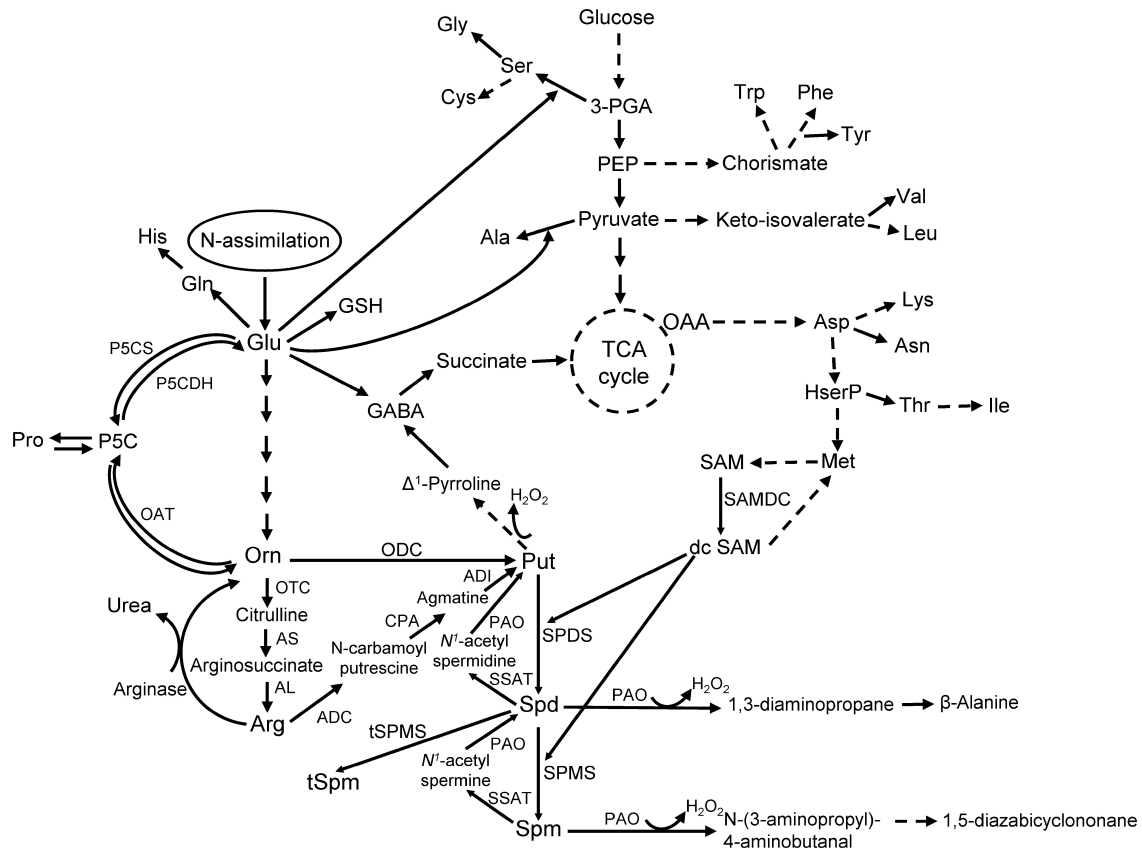 Glucose
Gly
Ser
Cys
3-PGA
Trp
Phe
Tyr
PEP
Chorismate
Val
Pyruvate
Keto-isovalerate
Leu
Ala
His
N-assimilation
Gln
GSH
Glu
P5CS
P5CDH
Succinate
TCA
cycle
OAA
Asp
Lys
Asn
GABA
HserP
Thr
Ile
Pro
P5C
Δ1-Pyrroline
H2O2
SAM
Met
SAMDC
OAT
Orn
ODC
Put
dc SAM
OTC
ADI
Agmatine
Urea
Citrulline
CPA
PAO
SPDS
AS
N-carbamoyl
putrescine
N1-acetyl
spermidine
Arginosuccinate
Arginase
AL
SSAT
Arg
ADC
Spd
PAO
H2O2
1,3-diaminopropane
β-Alanine
tSPMS
PAO
N1-acetyl
spermine
SPMS
tSpm
SSAT
Spm
PAO
H2O2
N-(3-aminopropyl)-
4-aminobutanal
1,5-diazabicyclononane